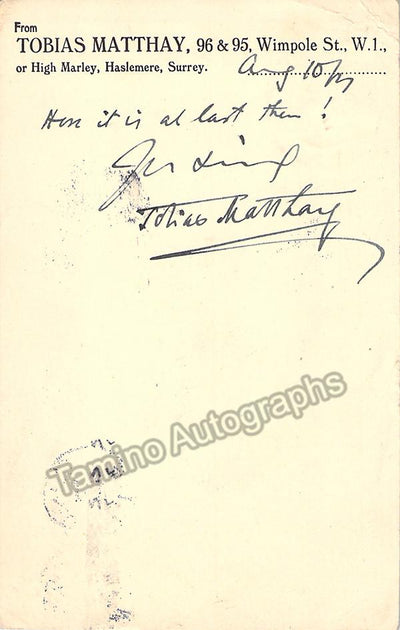 From
TOBIAS MATTHAY, 96 & 95, Wimpole St., W.1.,
or High Marley, Haslemere, Surrey.
Aug 10
Here it is at last then!
Tobias Matthay
Tamino Autographs